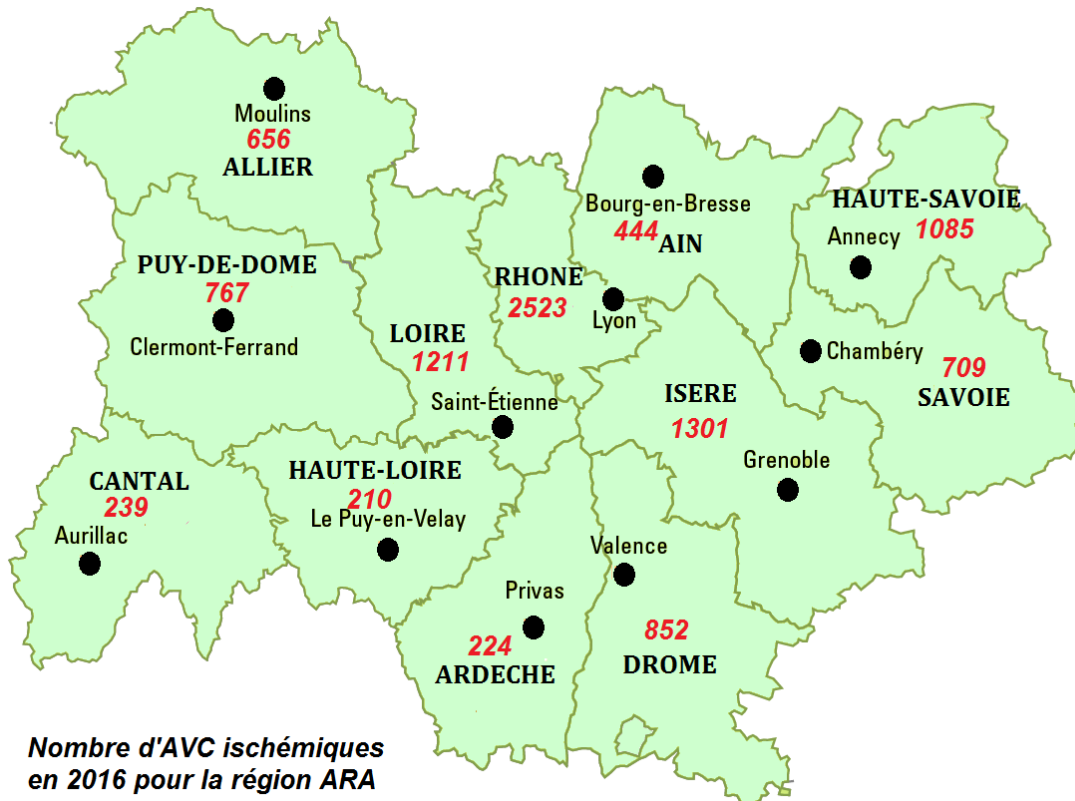 Moulins
656
ALLIER
Bourg-en-Bresse
444
AIN
HAUTE-SAVOIE
1085
Annecy
PUY-DE-DOME
767
Clermont-Ferrand
RHONE
2523
Lyon
LOIRE
1211
Saint-Étienne
Chambéry
709
SAVOIE
ISERE
1301
Grenoble
CANTAL
239
Aurillac
HAUTE-LOIRE
210
Le Puy-en-Velay
Valence
Privas
224
ARDECHE
852
DROME
Nombre d'AVC ischémiques
en 2016 pour la région ARA